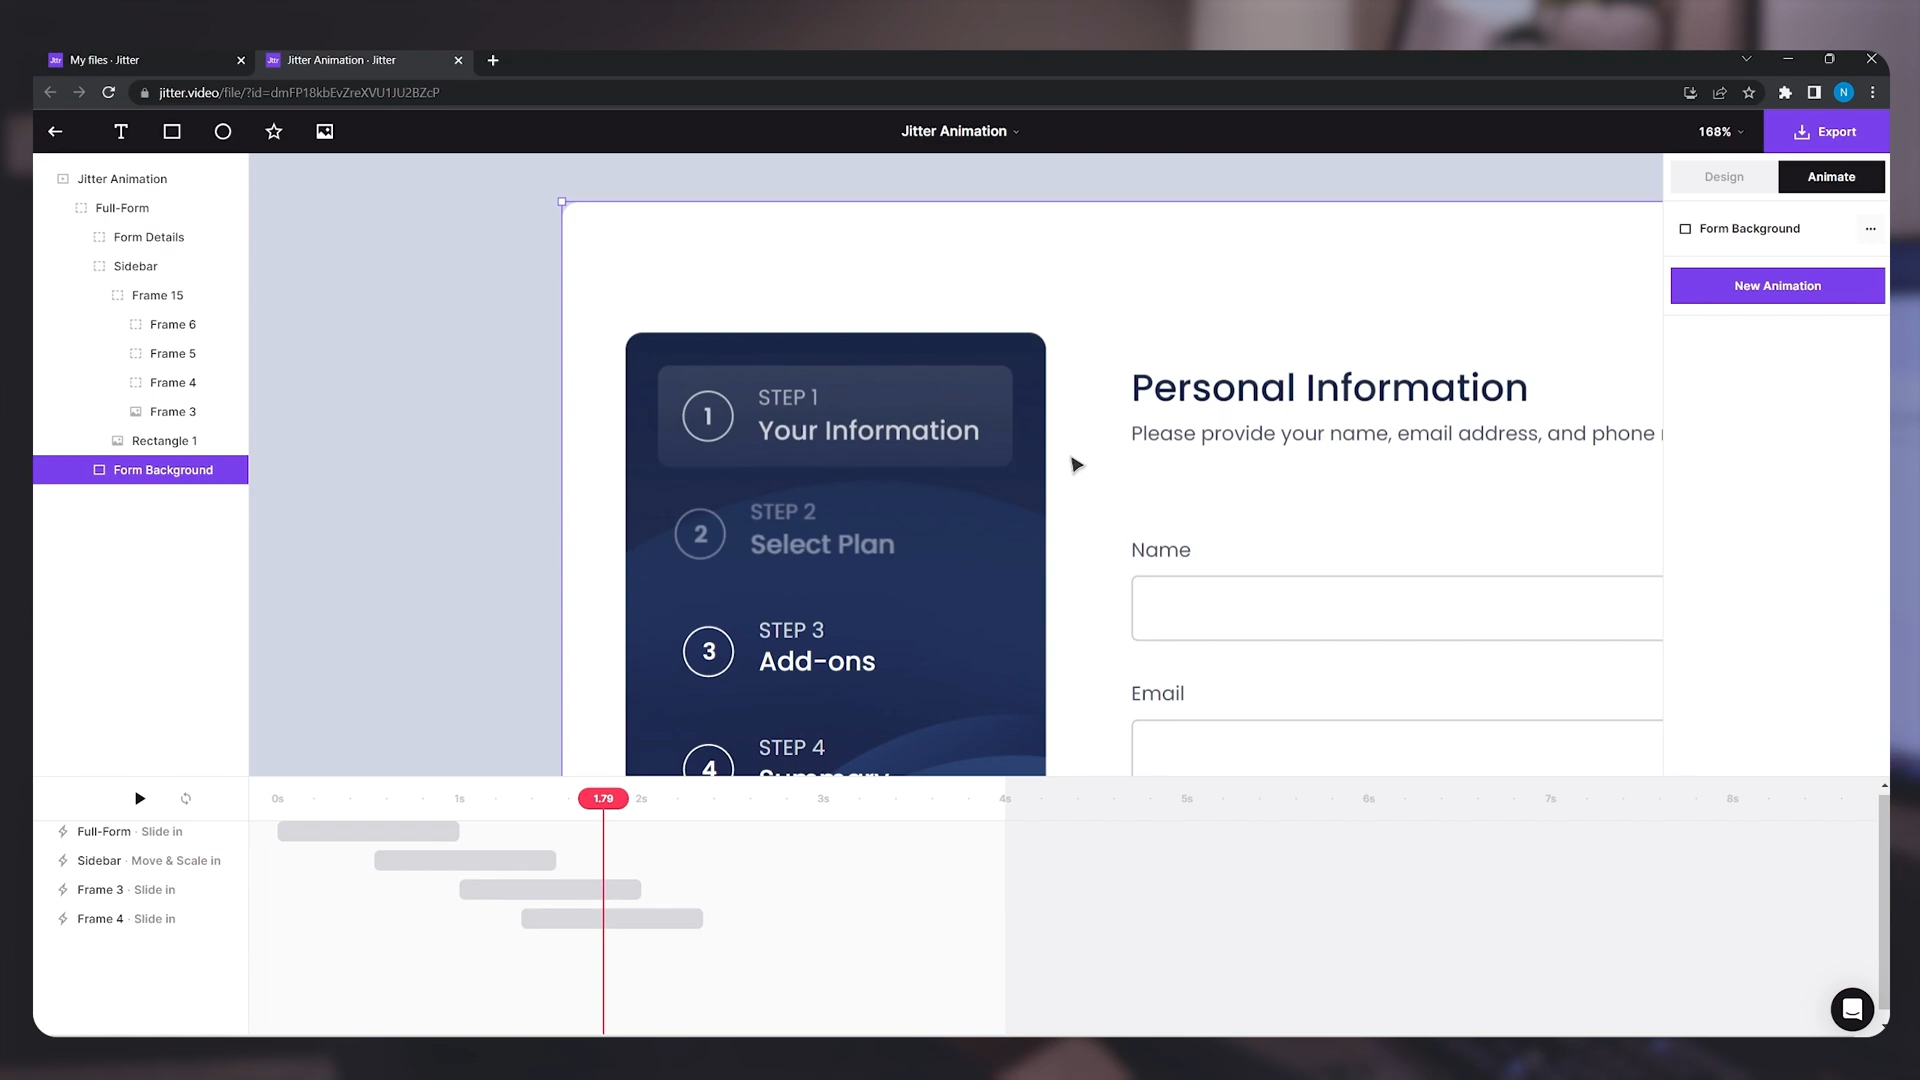 My files · Jitter
Jitter Animation · Jitter
jitter.video/file/?id=dmFP18kbEvZreXVU1JU2BZcP
N
T
Jitter Animation
168%
Export
Jitter Animation
Full-Form
Form Details
Sidebar
Frame 15
Frame 6
Frame 5
Frame 4
Frame 3
Rectangle 1
Form Background
Design
Animate
Form Background
New Animation
1
STEP 1
Your Information
2
STEP 2
Select Plan
3
STEP 3
Add-ons
4
STEP 4
Summary
Personal Information
Please provide your name, email address, and phone
Name
Email
0s
1s
1.79
2s
3s
4s
5s
6s
7s
8s
Full-Form · Slide in
Sidebar · Move & Scale in
Frame 3 · Slide in
Frame 4 · Slide in